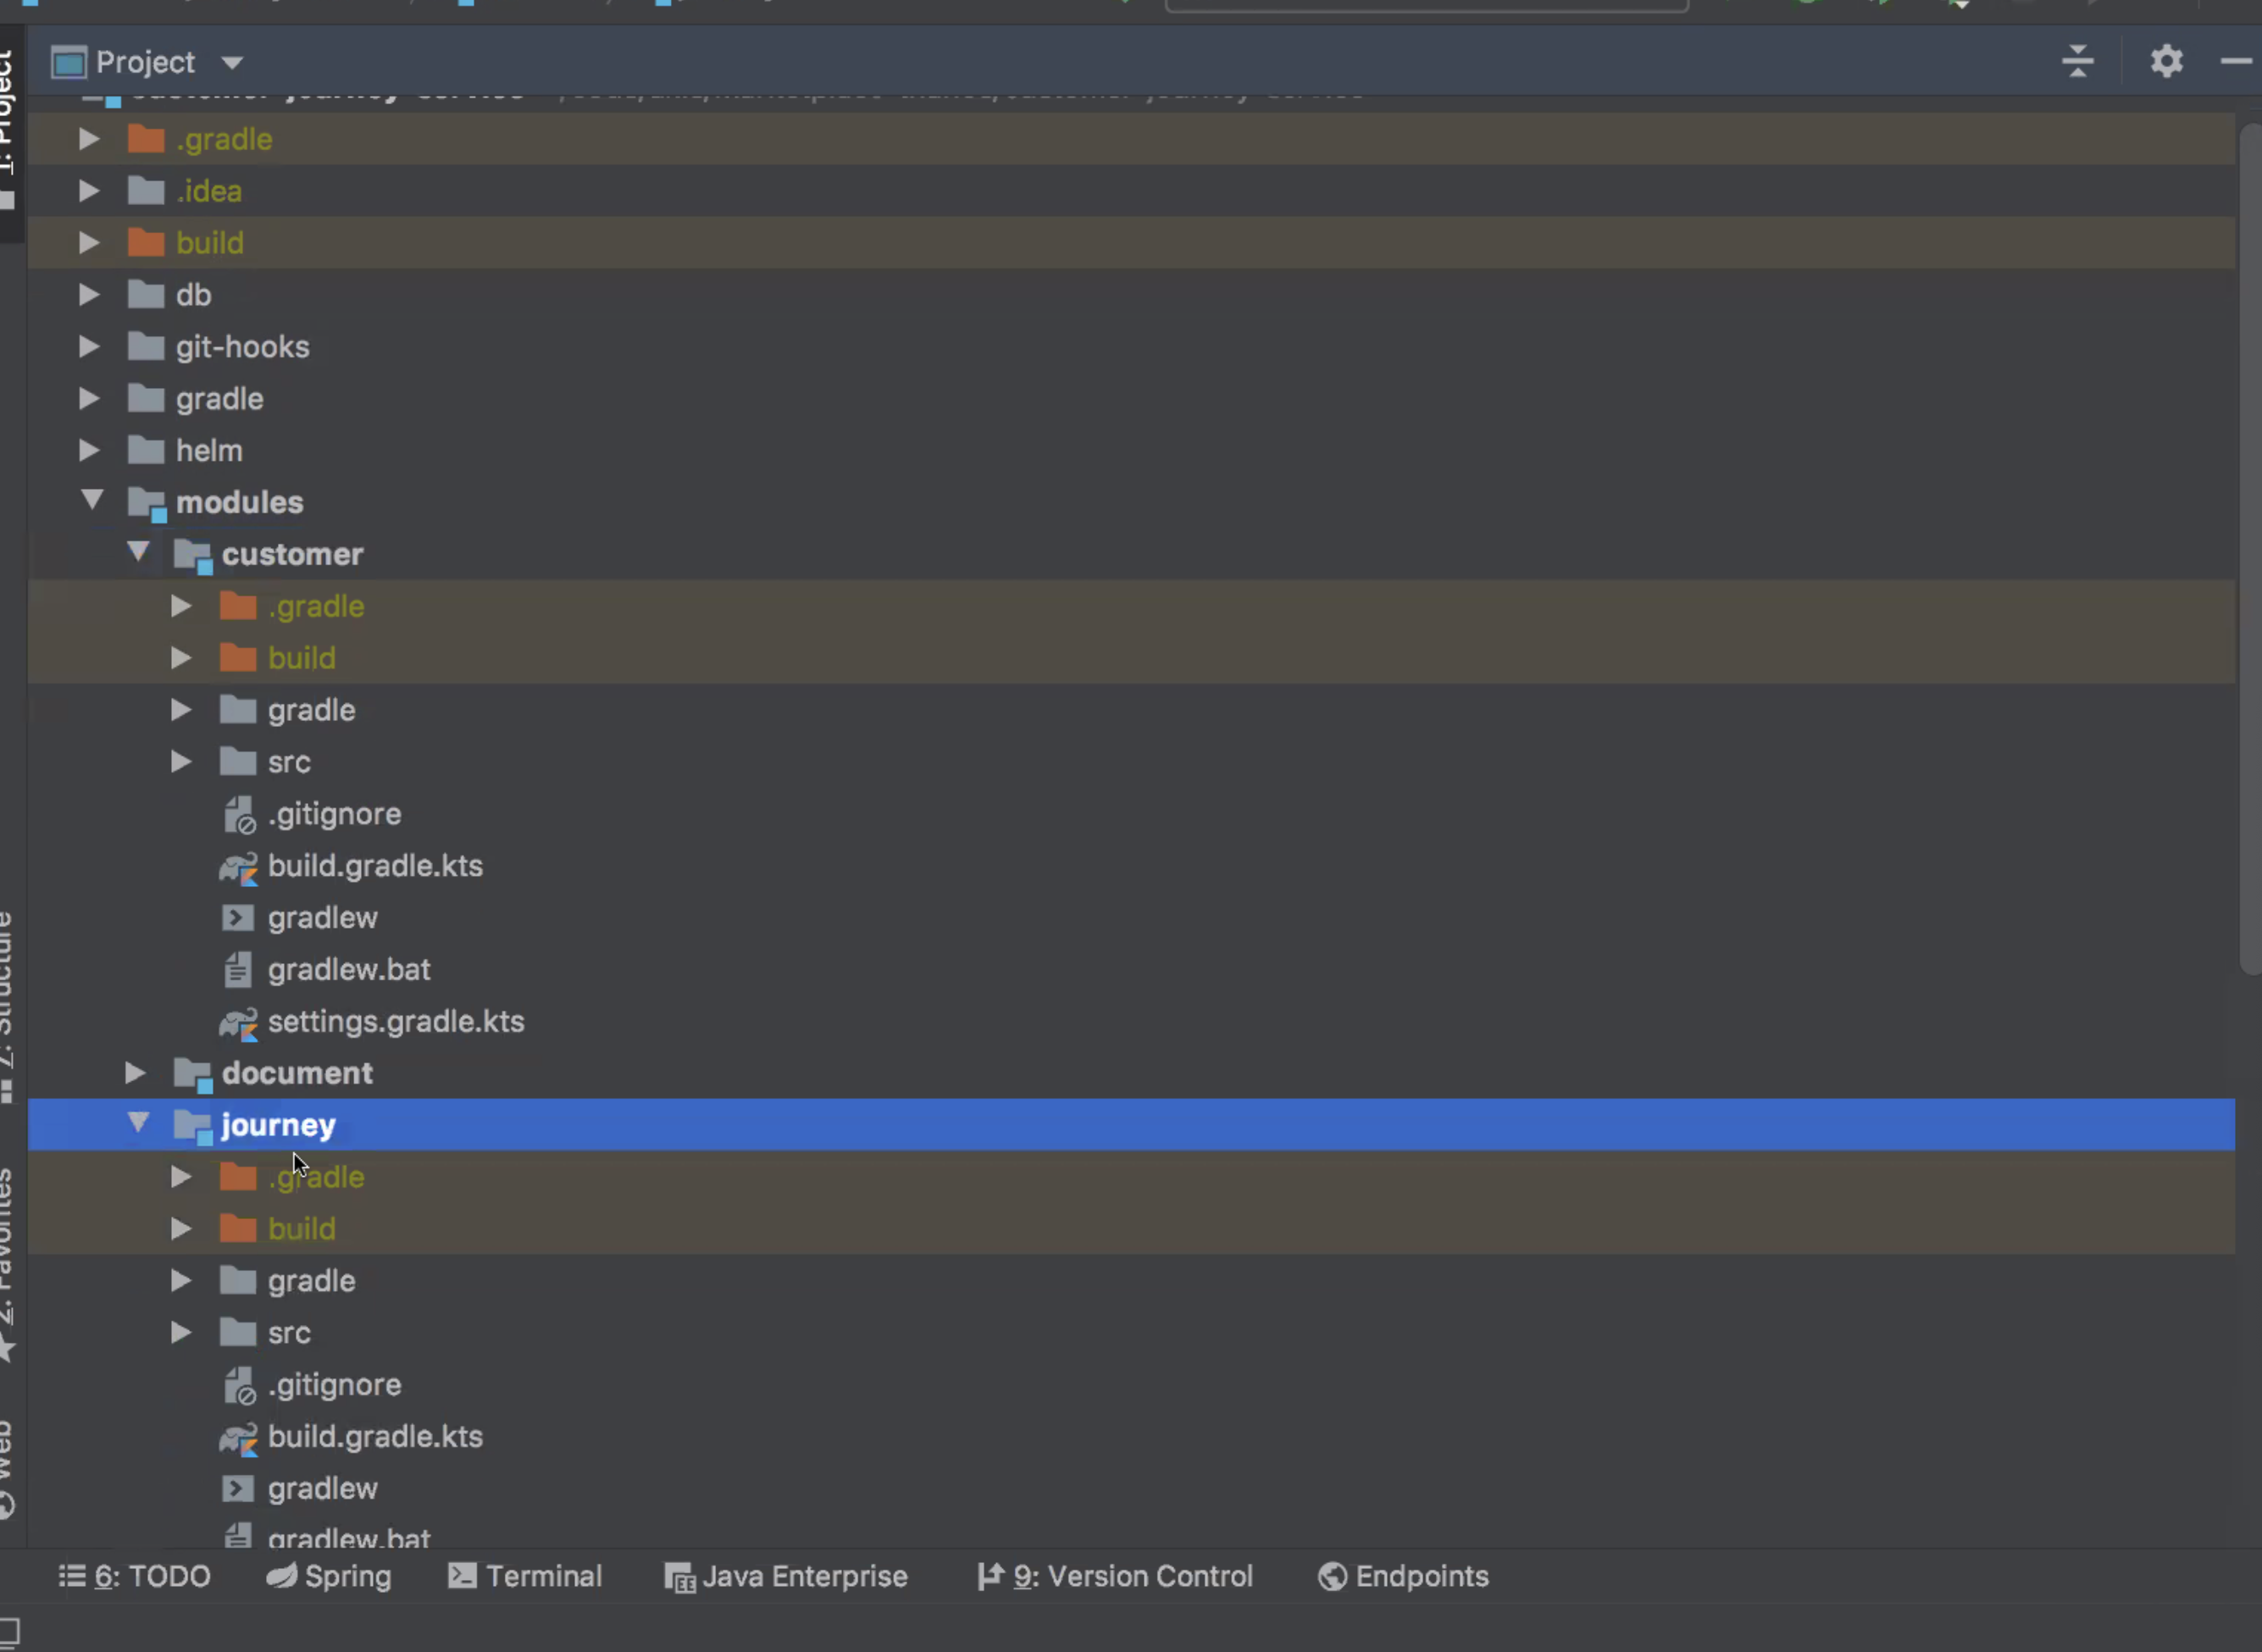 Project
1: Project
.gradle
.idea
build
db
git-hooks
gradle
helm
modules
customer
.gradle
build
gradle
src
.gitignore
build.gradle.kts
gradlew
gradlew.bat
settings.gradle.kts
document
journey
.gradle
build
gradle
src
.gitignore
build.gradle.kts
gradlew
gradlew.bat
Z: Structure
2: Favorites
Web
6: TODO
Spring
Terminal
Java Enterprise
9: Version Control
Endpoints